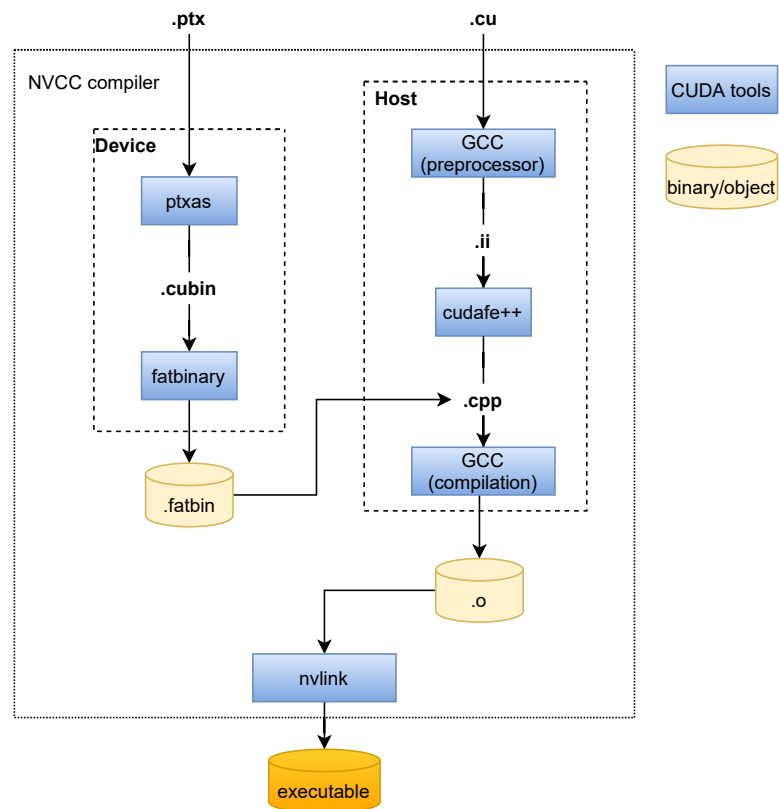 .ptx
.cu
NVCC compiler
CUDA tools
Host
Device
GCC
(preprocessor)
binary/object
ptxas
.ii
.cubin
cudafe++
fatbinary
.cpp
GCC
(compilation)
.fatbin
.o
nvlink
executable